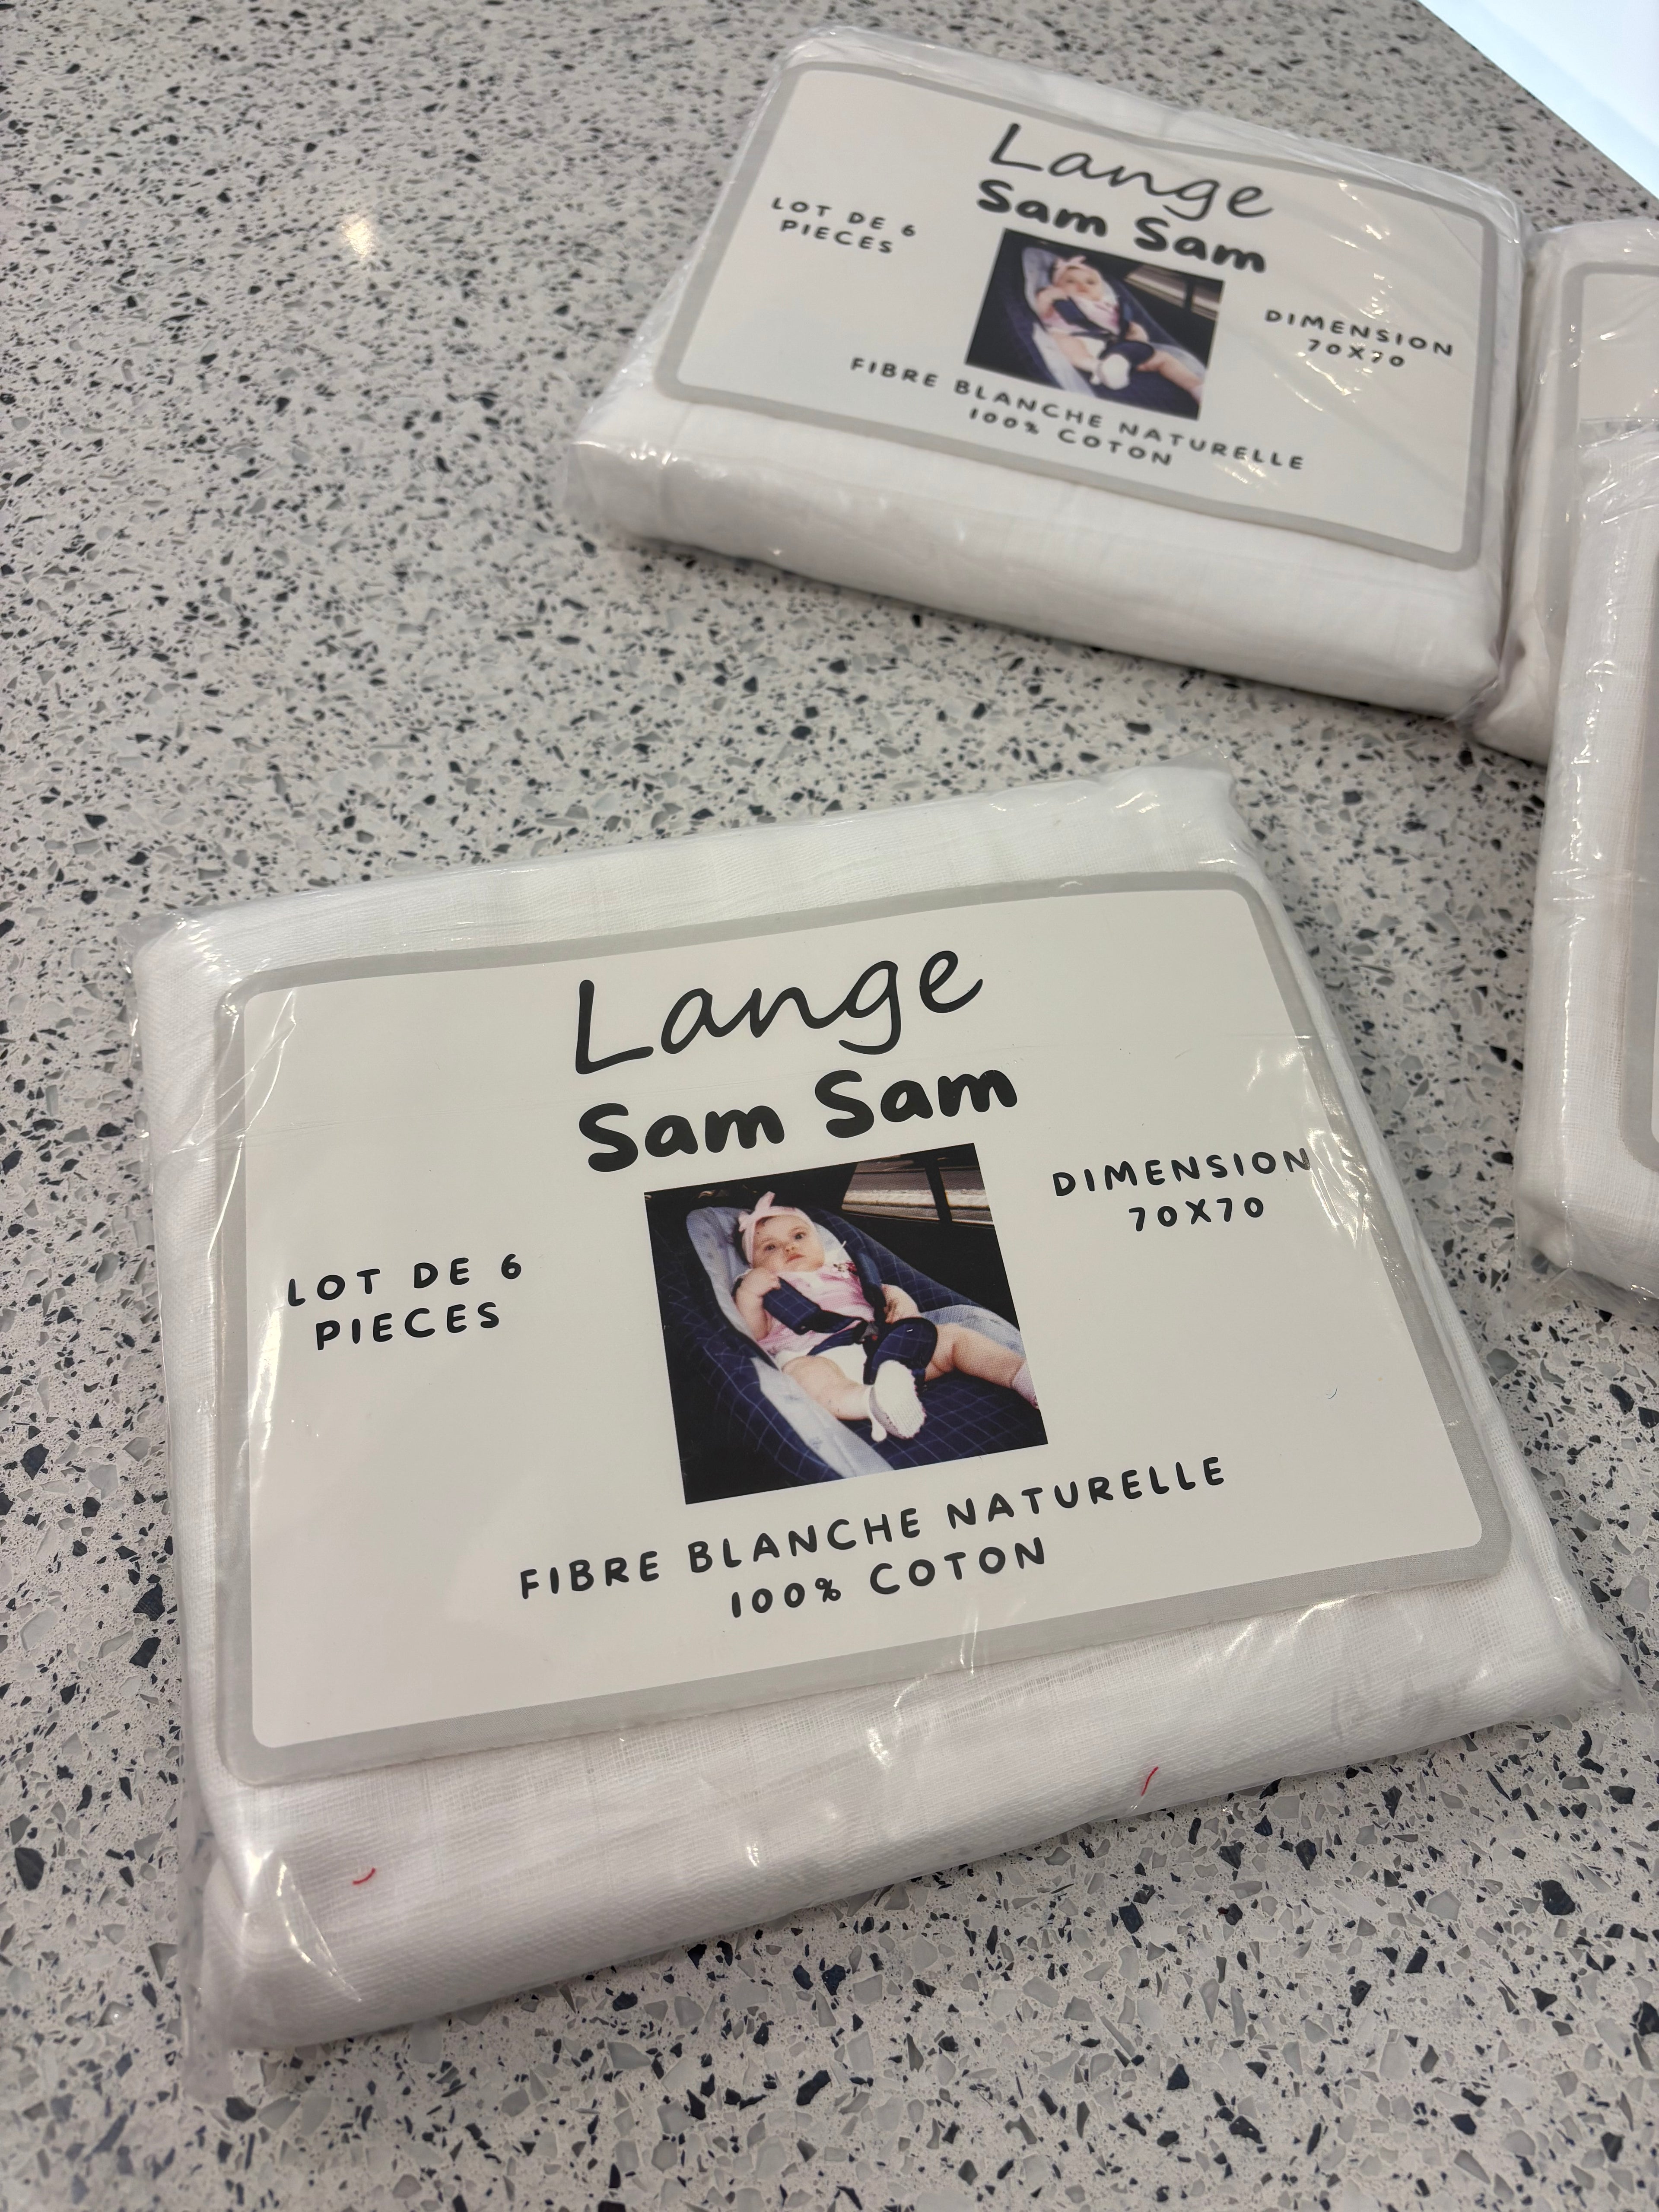 Lange
Sam Sam
LOT DE 6
PIECES
DIMENSION
70X70
FIBRE BLANCHE NATURELLE
100% COTON
Lange
Sam Sam
DIMENSION
70X70
LOT DE 6
PIECES
FIBRE BLANCHE NATURELLE
100% COTON